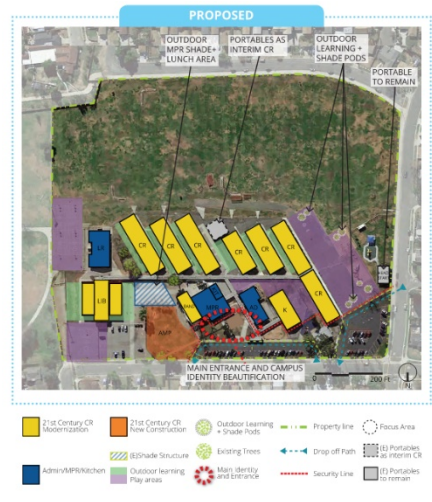 PROPOSED
OUTDOOR
MPR SHADE+
LUNCH AREA
PORTABLES AS
INTERIM CR
OUTDOOR
LEARNING +
SHADE PODS
PORTABLE
TO REMAIN
CR
CR
CR
CR
CR
CR
LIB
MPR
K
CR
AMP
MAIN ENTRANCE AND CAMPUS
IDENTITY BEAUTIFICATION
0
200 FT
N
21st Century CR
Modernization
21st Century CR
New Construction
Outdoor Learning
+ Shade Pods
Property line
Focus Area
(E)Shade Structure
Existing Trees
Drop off Path
(E) Portables
as interim CR
Admin/MPR/Kitchen
Outdoor learning
Play areas
Main identity
and Entrance
Security Line
(F) Portables
to remain